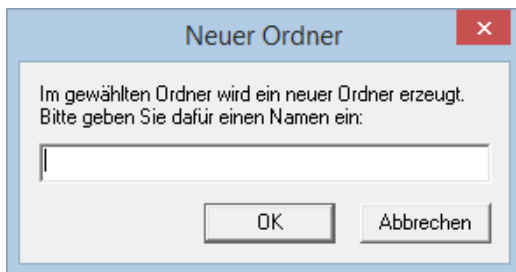 Neuer Ordner
Im gewählten Ordner wird ein neuer Ordner erzeugt.
Bitte geben Sie dafür einen Namen ein:
OK
Abbrechen